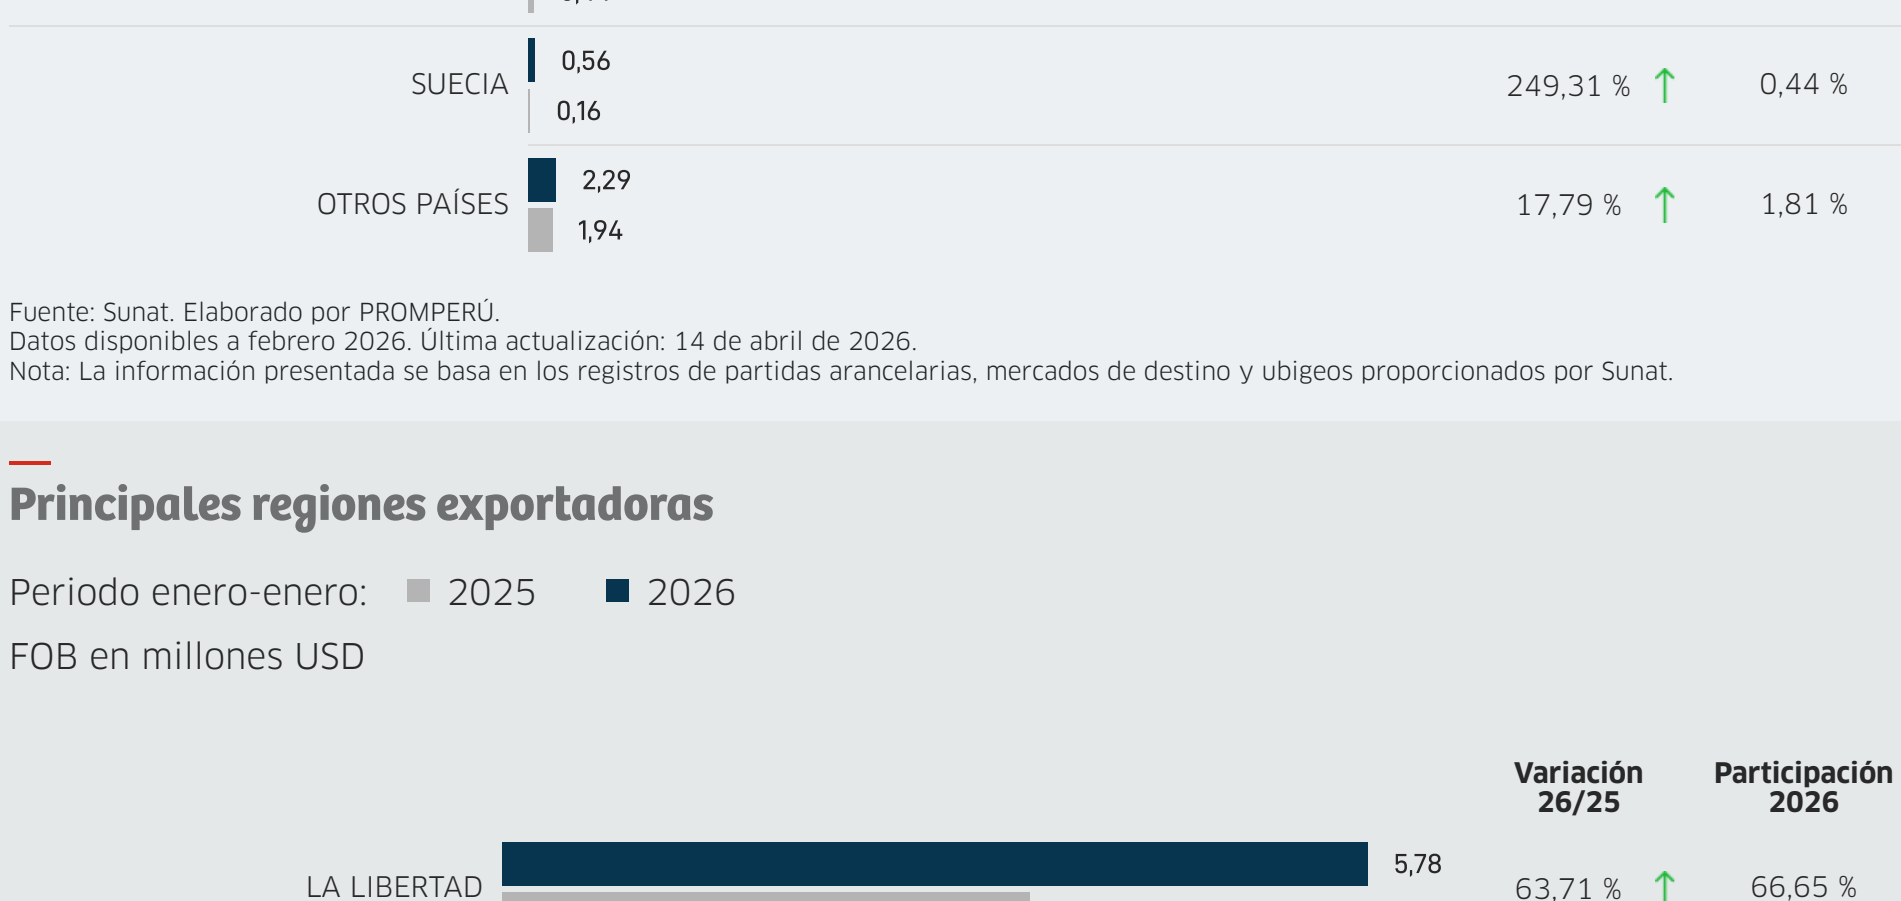 SUECIA 0,56 0,16 249,31 % ↑ 0,44 %
OTROS PAÍSES 2,29 1,94 17,79 % ↑ 1,81 %
Fuente: Sunat. Elaborado por PROMPERÚ.
Datos disponibles a febrero 2026. Última actualización: 14 de abril de 2026.
Nota: La información presentada se basa en los registros de partidas arancelarias, mercados de destino y ubigeos proporcionados por Sunat.
Principales regiones exportadoras
Periodo enero-enero: 2025 2026
FOB en millones USD
Variación 26/25
Participación 2026
LA LIBERTAD 5,78 63,71 % ↑ 66,65 %